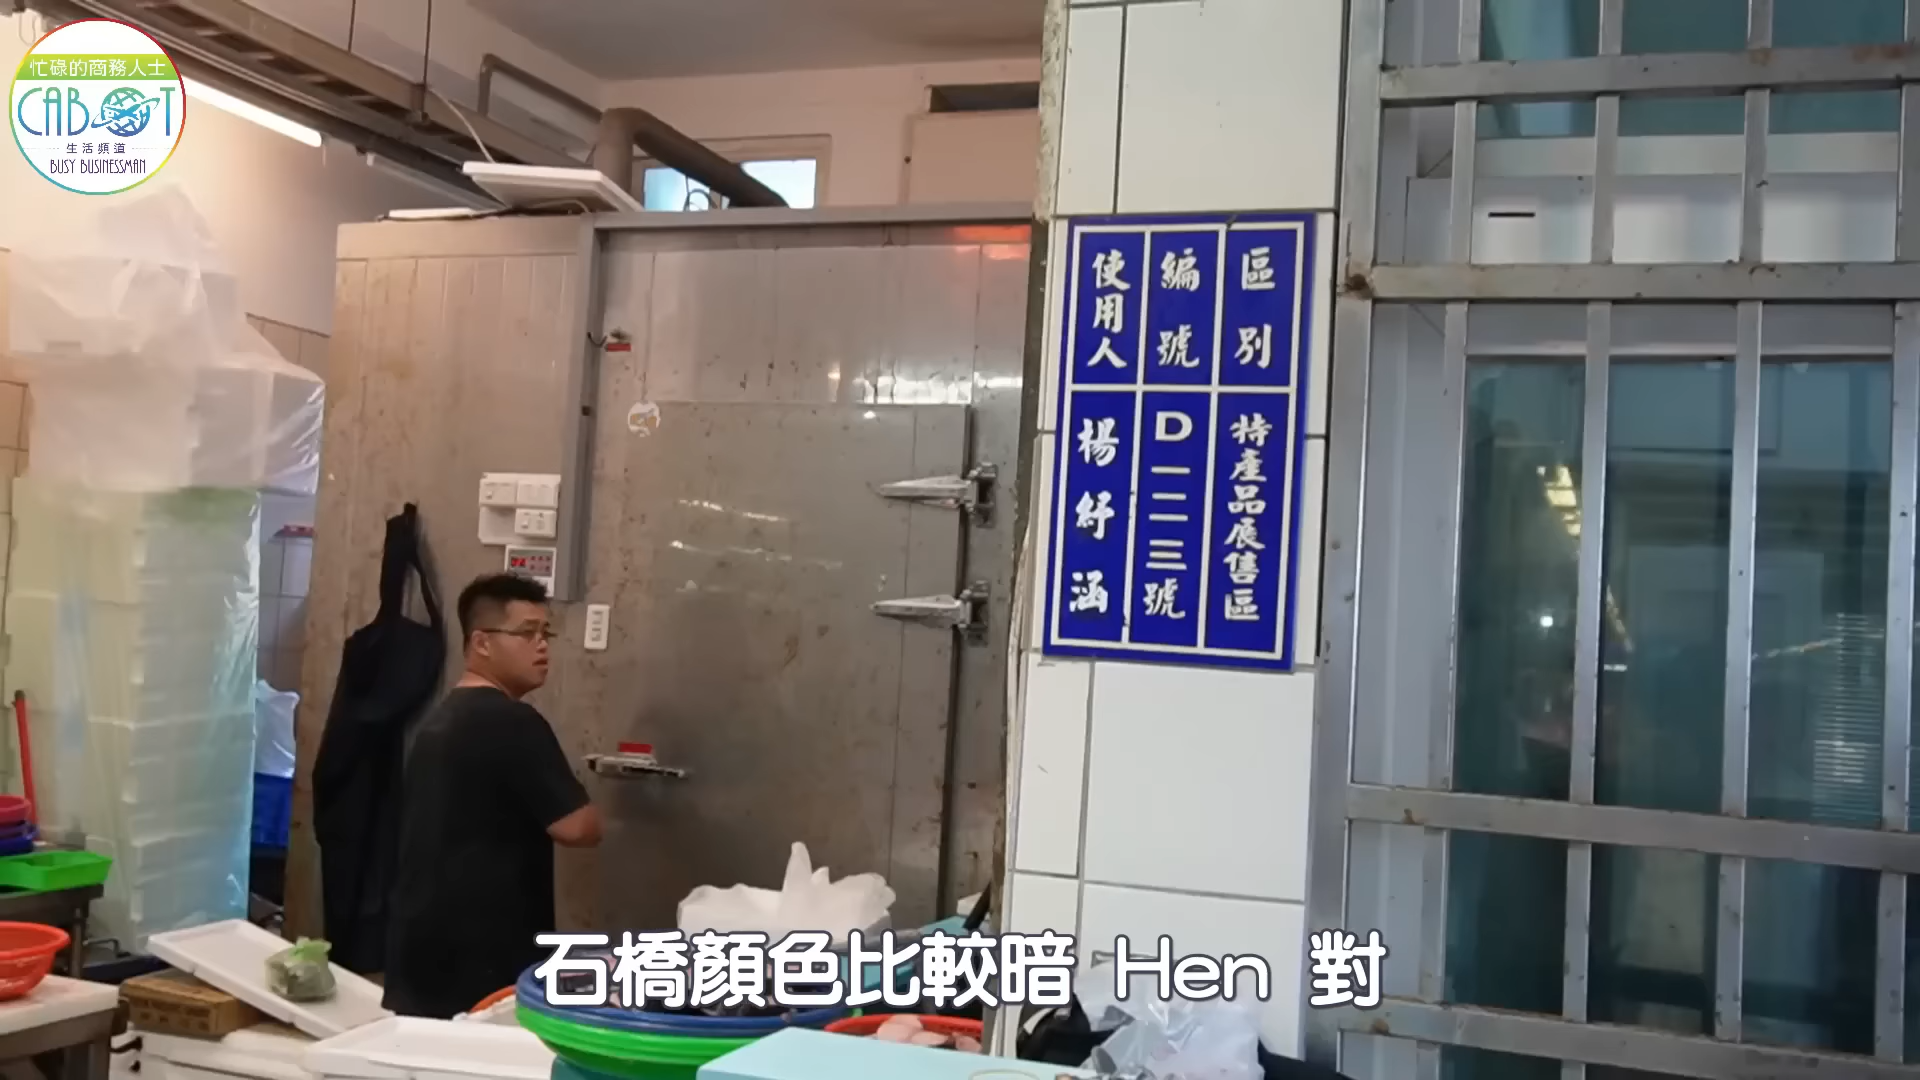 忙碌的商務人士
CABOT
生活頻道
BUSY BUSINESSMAN
區別
特產品展售區
編號
D一二三號
使用人
楊紓涵
石橋顏色比較暗 Hen 對